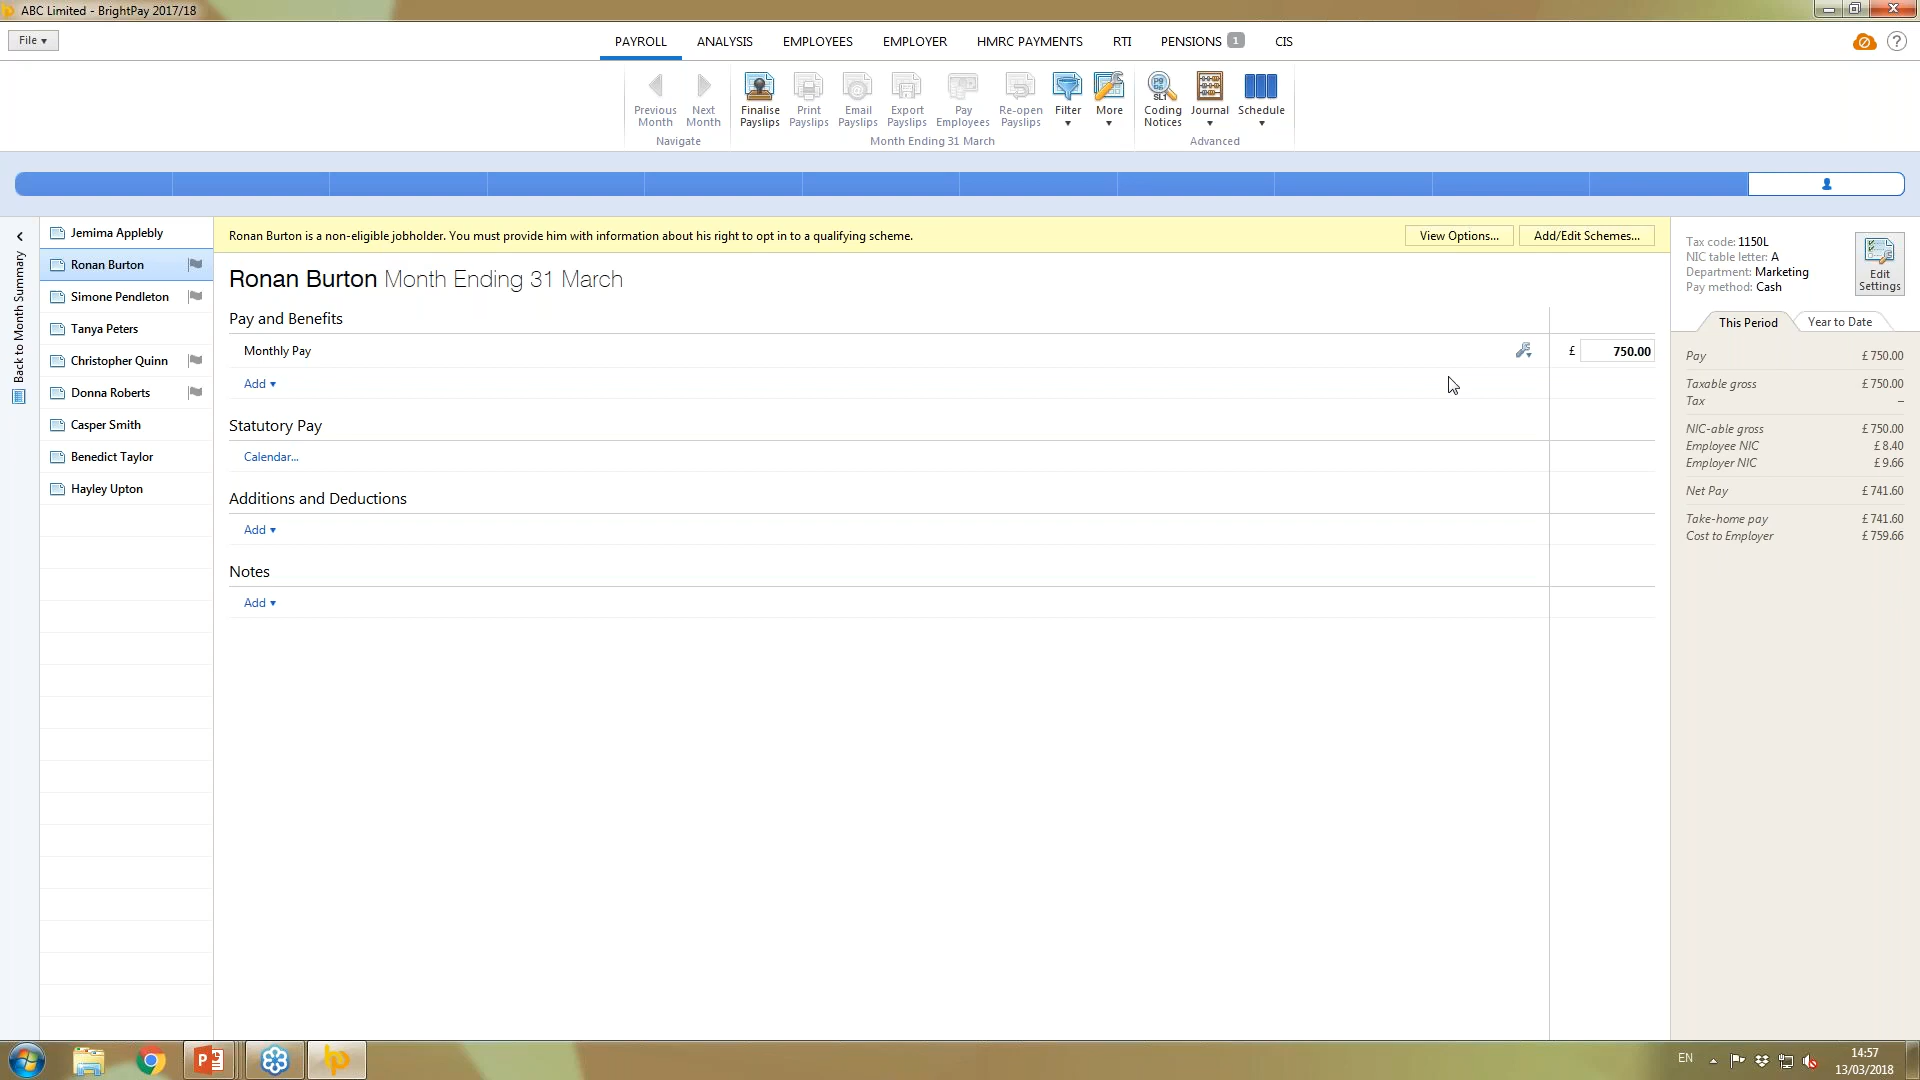 ABC Limited - BrightPay 2017/18
File
PAYROLL
ANALYSIS
EMPLOYEES
EMPLOYER
HMRC PAYMENTS
RTI
PENSIONS 1
CIS
Previous Month
Next Month
Finalise Payslips
Print Payslips
Email Payslips
Export Payslips
Pay Employees
Re-open Payslips
Filter
More
Coding Notices
Journal
Schedule
Navigate
Month Ending 31 March
Advanced
Back to Month Summary
Jemima Applebly
Ronan Burton
Simone Pendleton
Tanya Peters
Christopher Quinn
Donna Roberts
Casper Smith
Benedict Taylor
Hayley Upton
Ronan Burton is a non-eligible jobholder. You must provide him with information about his right to opt in to a qualifying scheme.
View Options...
Add/Edit Schemes...
Ronan Burton Month Ending 31 March
Pay and Benefits
Monthly Pay £ 750.00
Add
Statutory Pay
Calendar...
Additions and Deductions
Add
Notes
Add
Tax code: 1150L
NIC table letter: A
Department: Marketing
Pay method: Cash
Edit Settings
This Period
Year to Date
Pay £ 750.00
Taxable gross £ 750.00
Tax –
NIC-able gross £ 750.00
Employee NIC £ 8.40
Employer NIC £ 9.66
Net Pay £ 741.60
Take-home pay £ 741.60
Cost to Employer £ 759.66
EN
14:57
13/03/2018